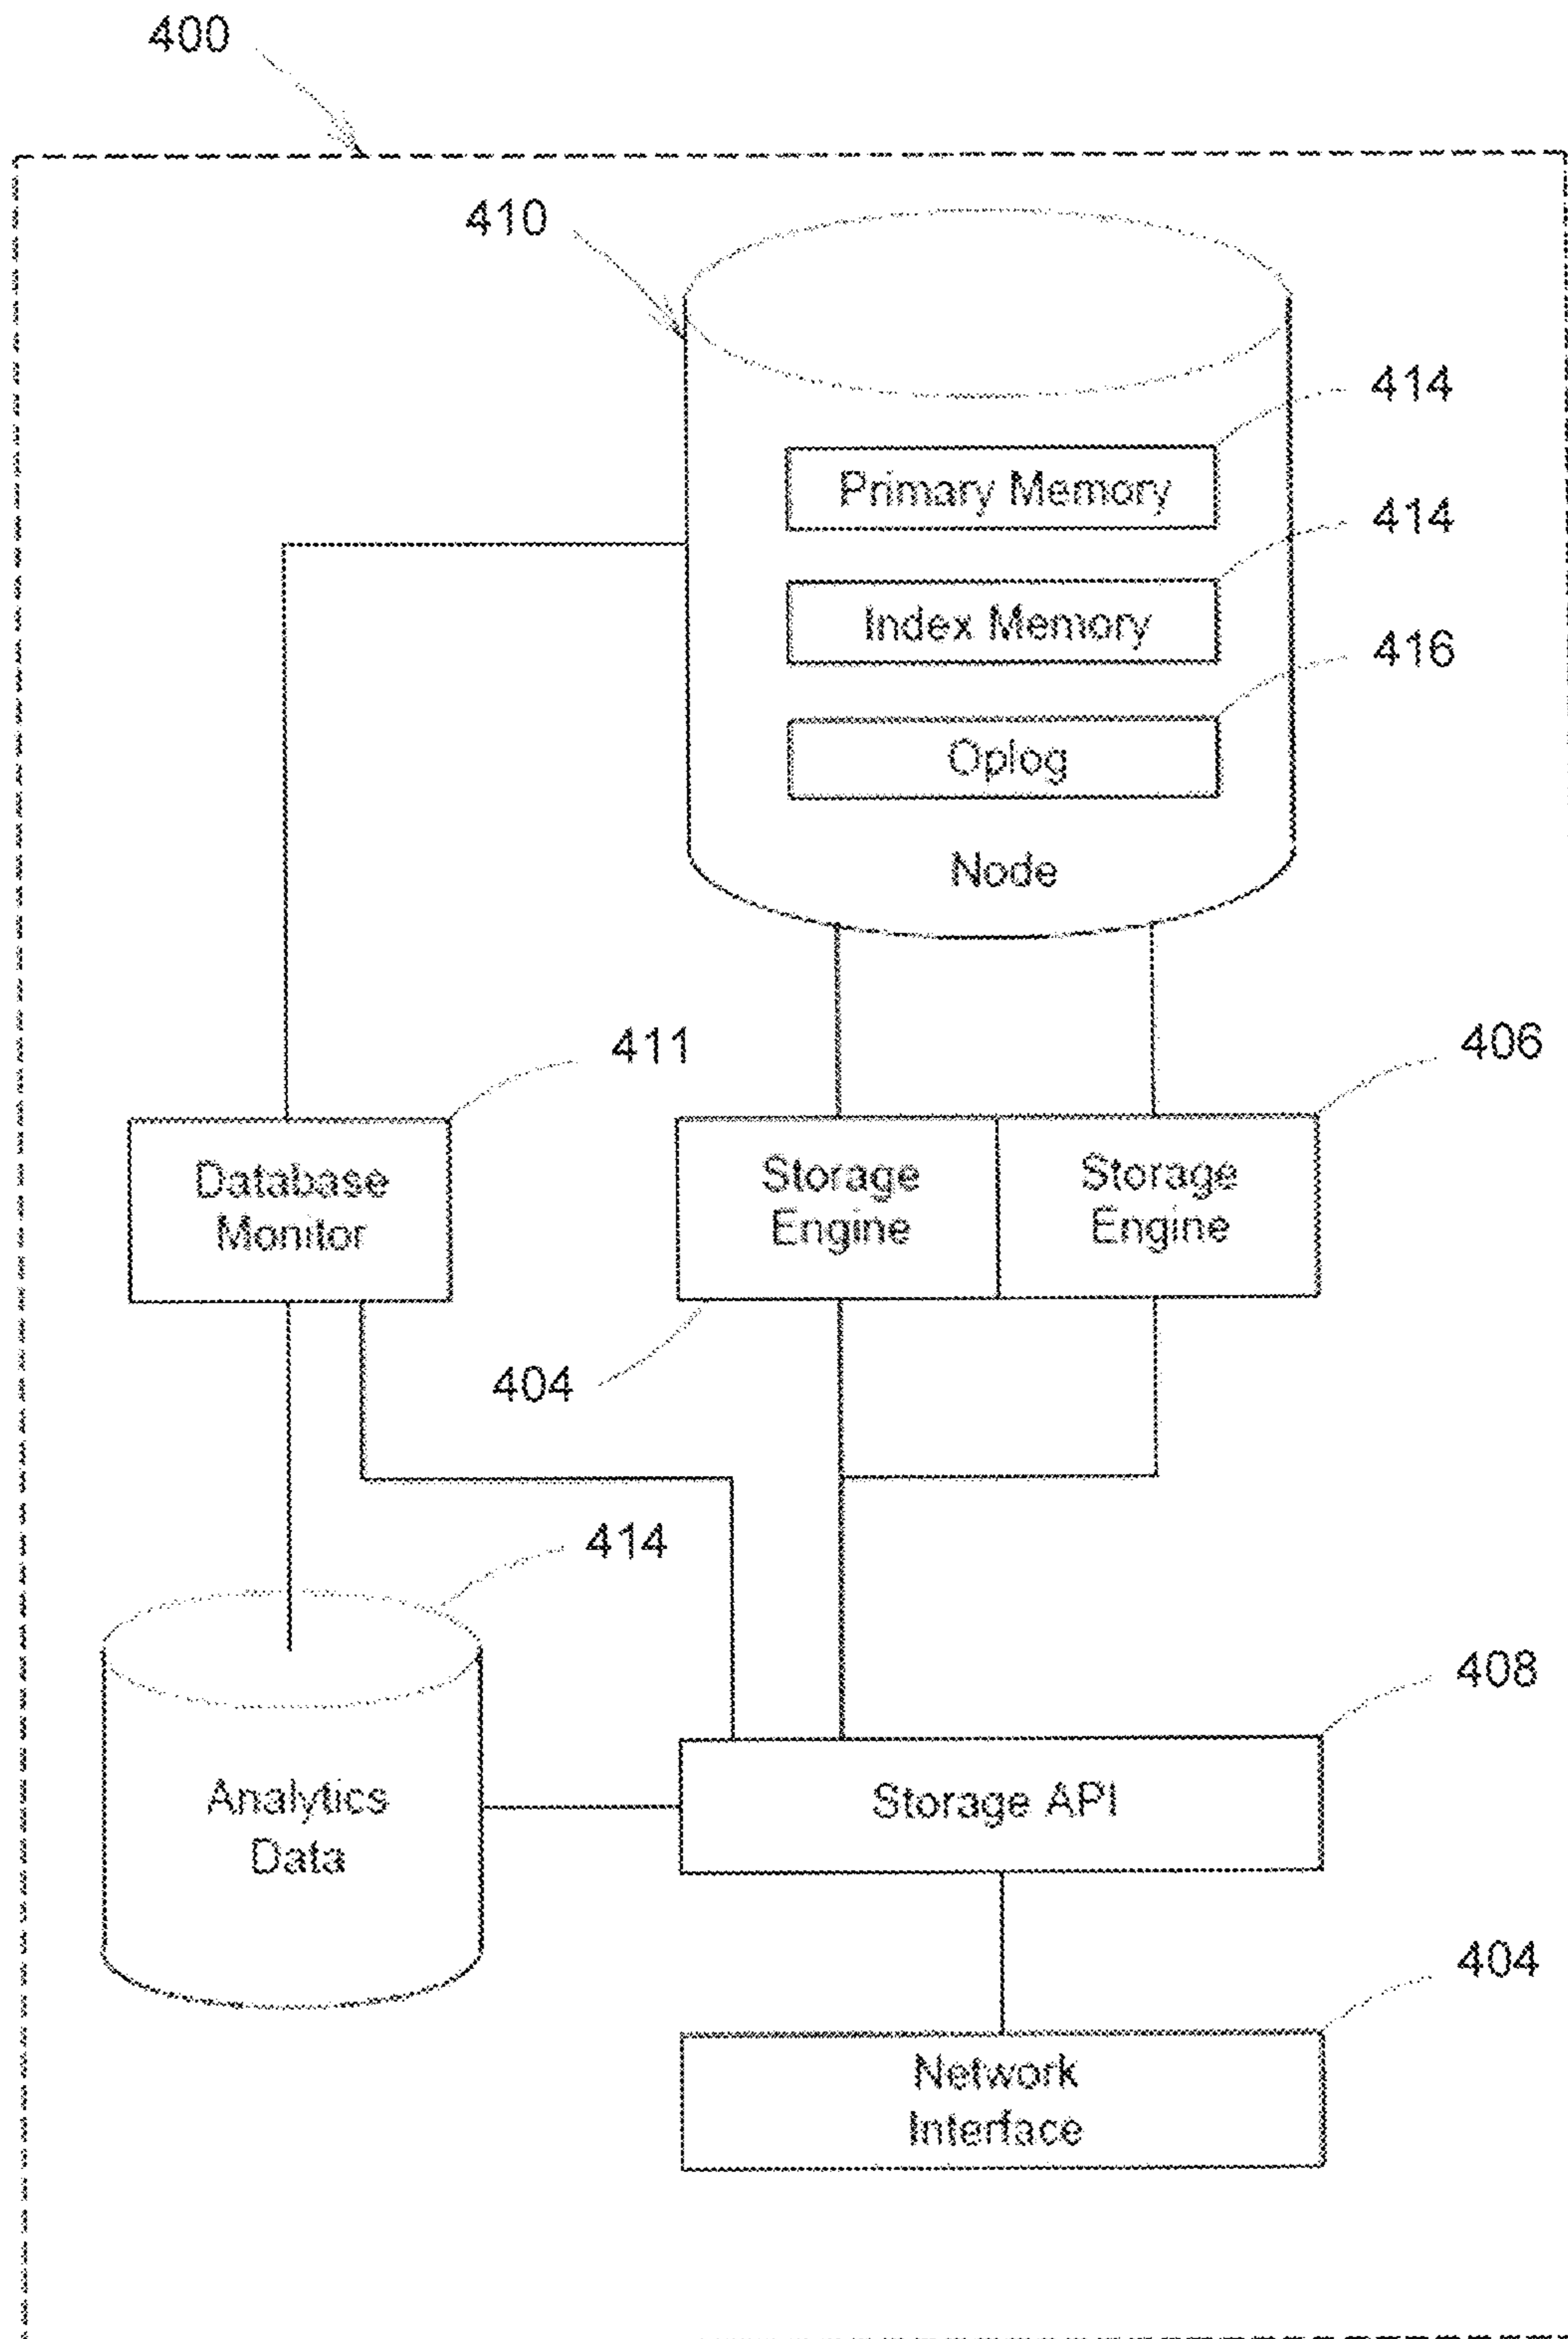 400
410
414
Primary Memory
414
Index Memory
416
Oplog
Node
411
406
Database
Monitor
Storage
Engine
Storage
Engine
404
414
408
Analytics
Data
Storage API
404
Network
Interface